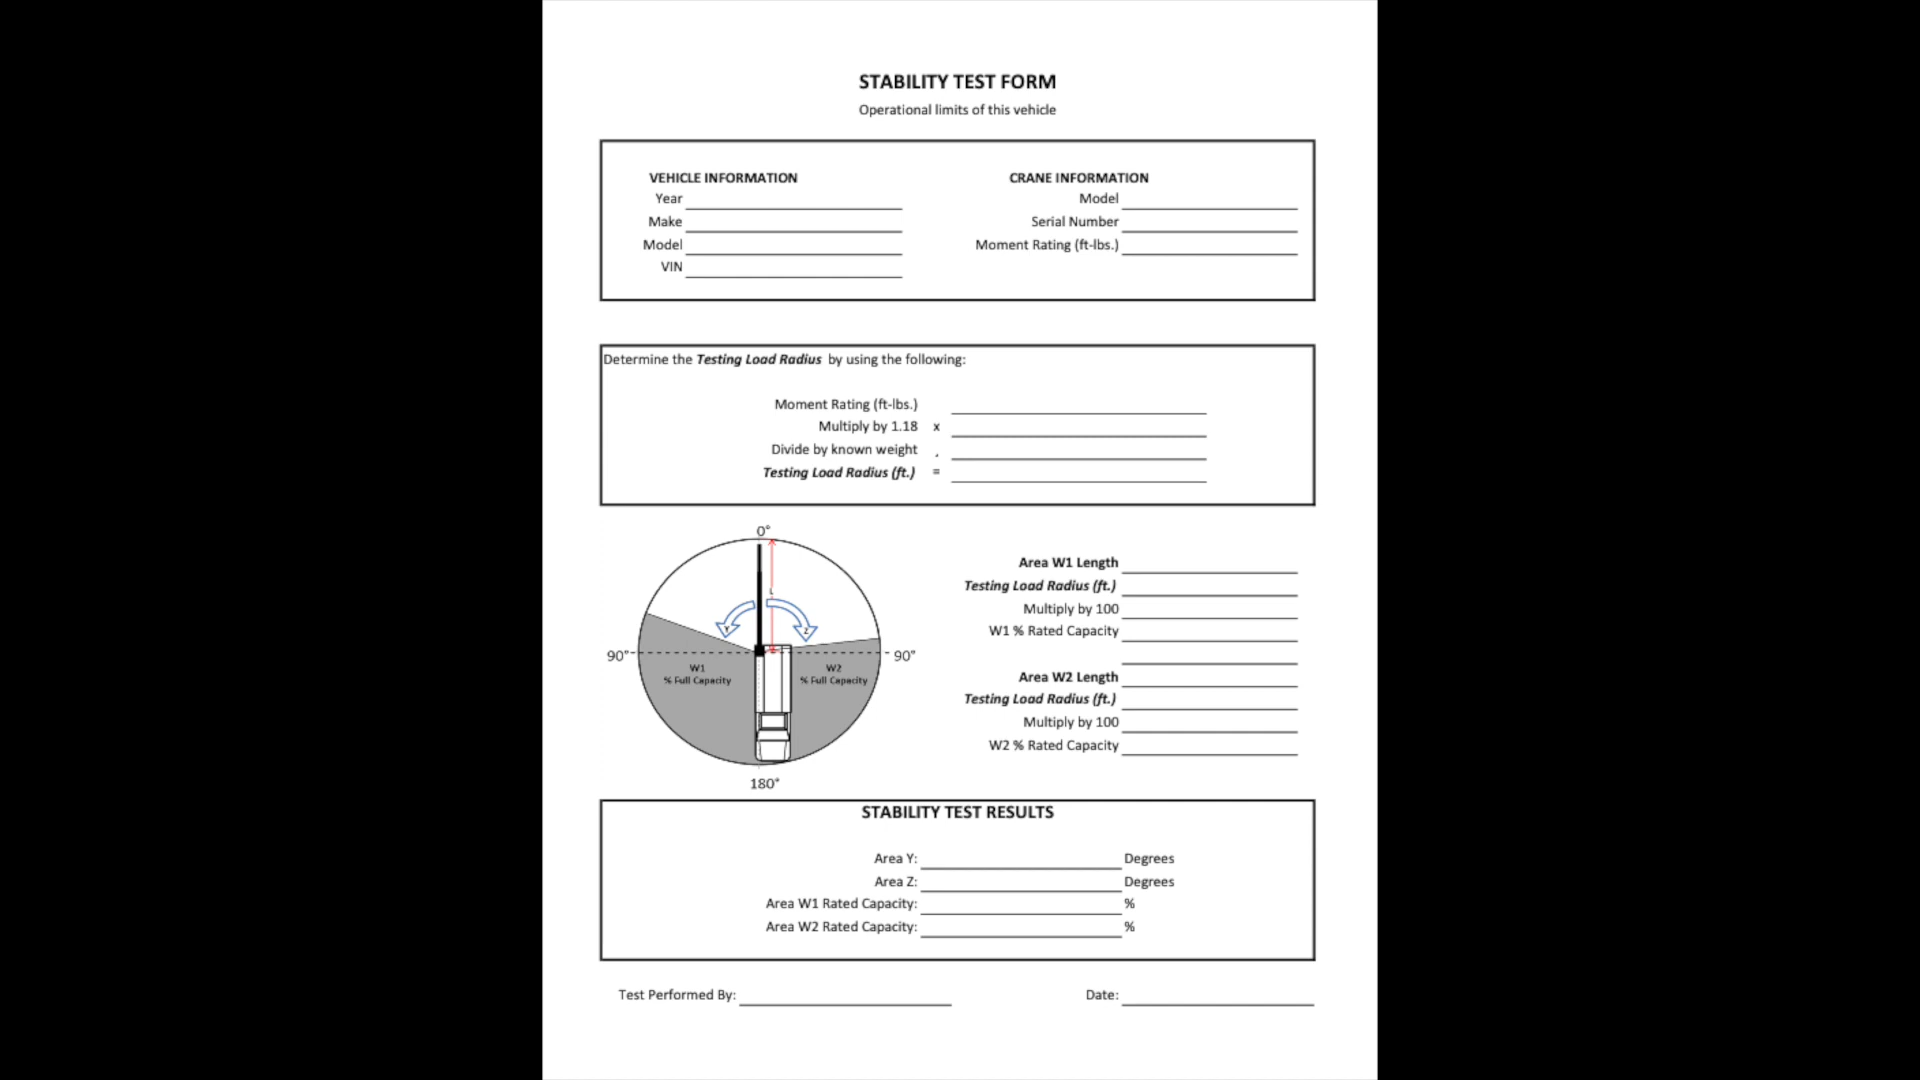 STABILITY TEST FORM
Operational limits of this vehicle
VEHICLE INFORMATION
Year
Make
Model
VIN
CRANE INFORMATION
Model
Serial Number
Moment Rating (ft-lbs.)
Determine the Testing Load Radius by using the following:
Moment Rating (ft-lbs.)
Multiply by 1.18 x
Divide by known weight
Testing Load Radius (ft.) =
0°
L
Y Z
90° 90°
W1
% Full Capacity
W2
% Full Capacity
180°
Area W1 Length
Testing Load Radius (ft.)
Multiply by 100
W1 % Rated Capacity
Area W2 Length
Testing Load Radius (ft.)
Multiply by 100
W2 % Rated Capacity
STABILITY TEST RESULTS
Area Y: Degrees
Area Z: Degrees
Area W1 Rated Capacity: %
Area W2 Rated Capacity: %
Test Performed By: Date: